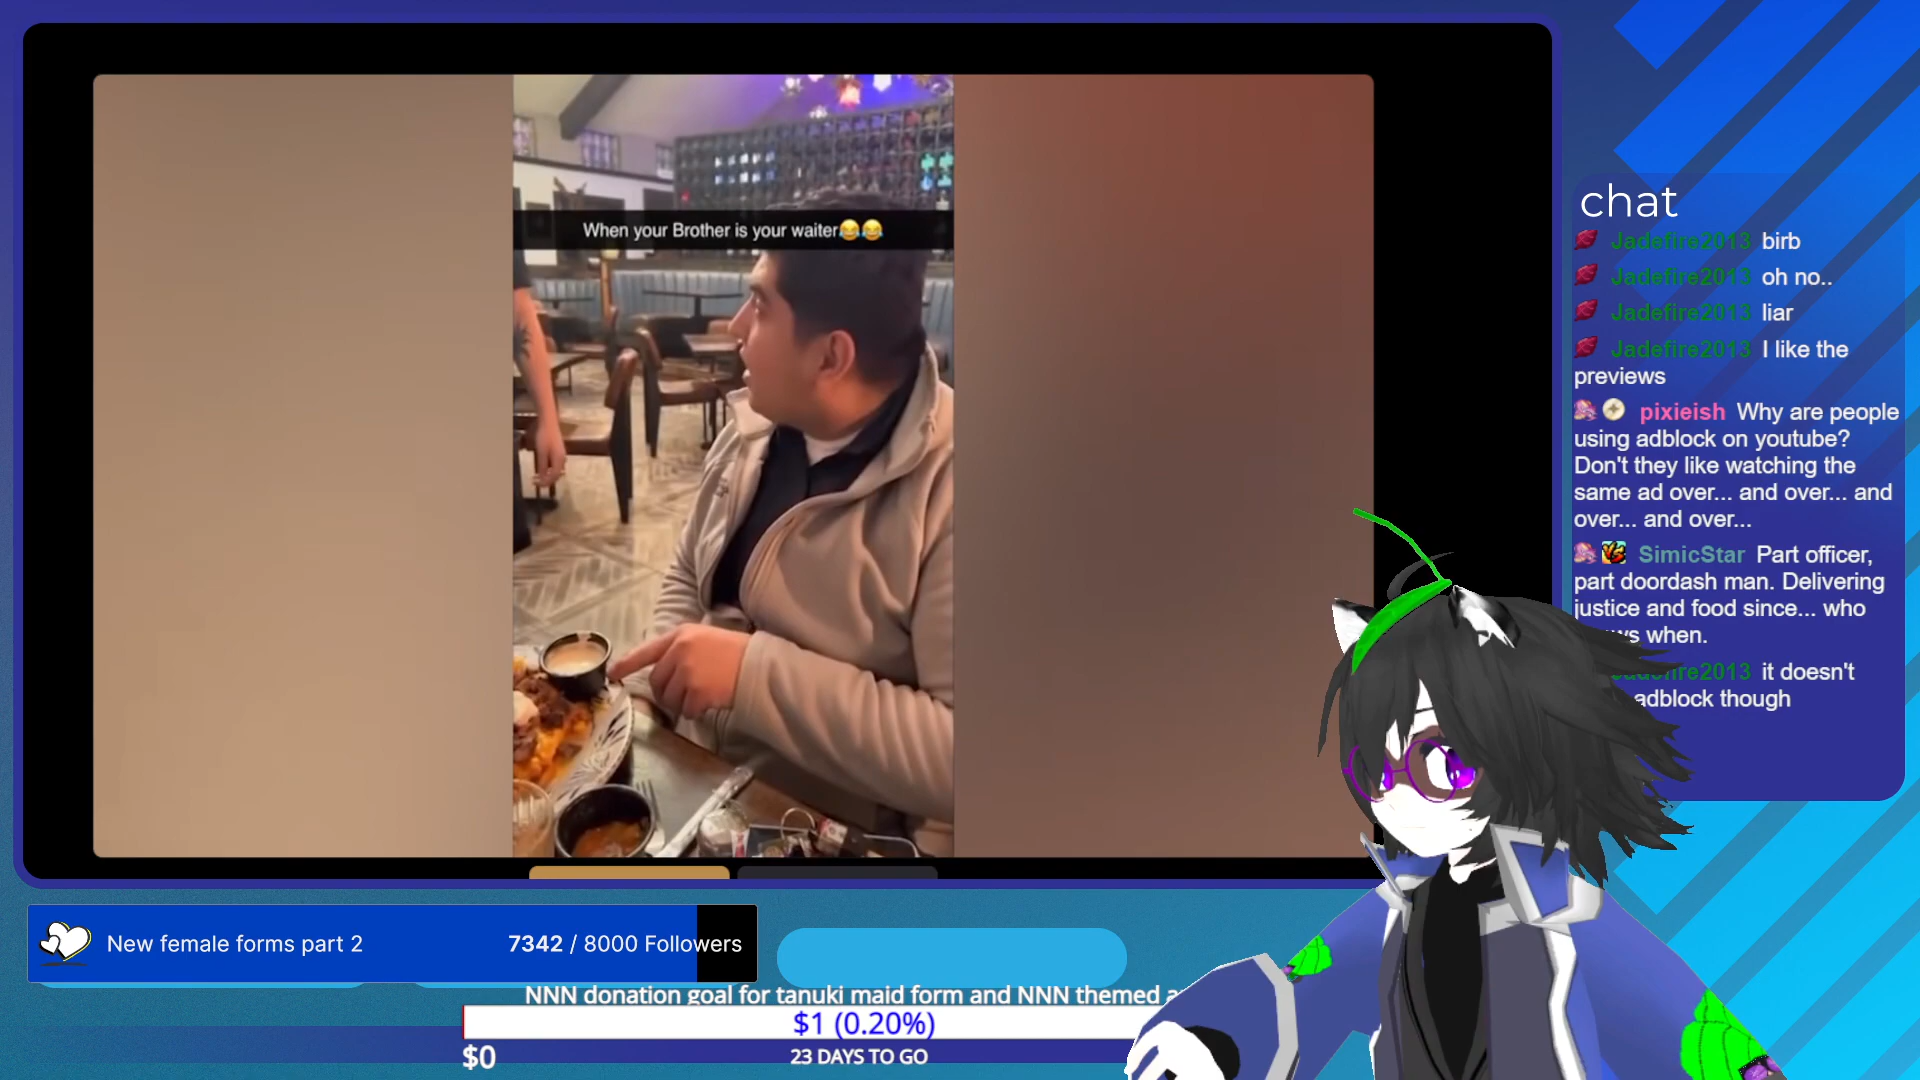 When your Brother is your waiter😂😂
chat
Jadefire2013 birb
Jadefire2013 oh no..
Jadefire2013 liar
Jadefire2013 I like the
previews
pixieish Why are people
using adblock on youtube?
Don't they like watching the
same ad over... and over... and
over... and over...
SimicStar Part officer,
part doordash man. Delivering
justice and food since... who
when.
it doesn't
adblock though
New female forms part 2
7342 / 8000 Followers
NNN donation goal for tanuki maid form and NNN themed
$1 (0.20%)
$0
23 DAYS TO GO